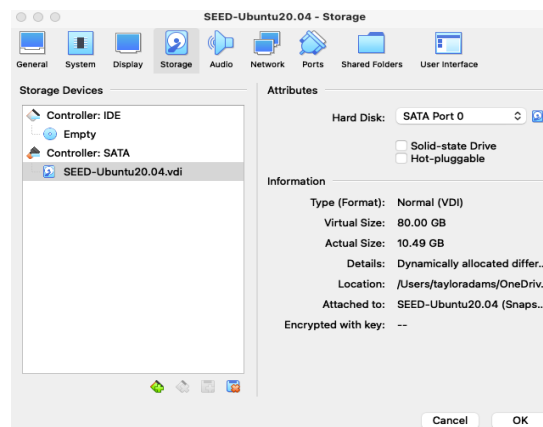 SEED-Ubuntu20.04 - Storage
General System Display Storage Audio Network Ports Shared Folders User Interface
Storage Devices
Controller: IDE
Empty
Controller: SATA
SEED-Ubuntu20.04.vdi
Attributes
Hard Disk: SATA Port 0
Solid-state Drive
Hot-pluggable
Information
Type (Format): Normal (VDI)
Virtual Size: 80.00 GB
Actual Size: 10.49 GB
Details: Dynamically allocated differ..
Location: /Users/tayloradams/OneDriv.
Attached to: SEED-Ubuntu20.04 (Snaps..
Encrypted with key: --
Cancel OK